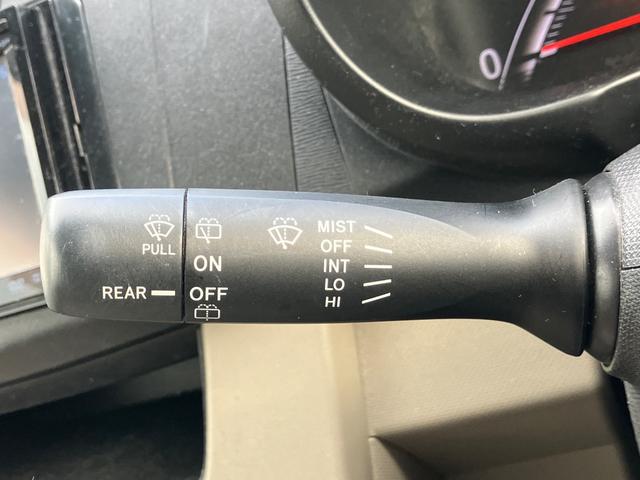 0
PULL
REAR
ON
OFF
MIST
OFF
INT
LO
HI